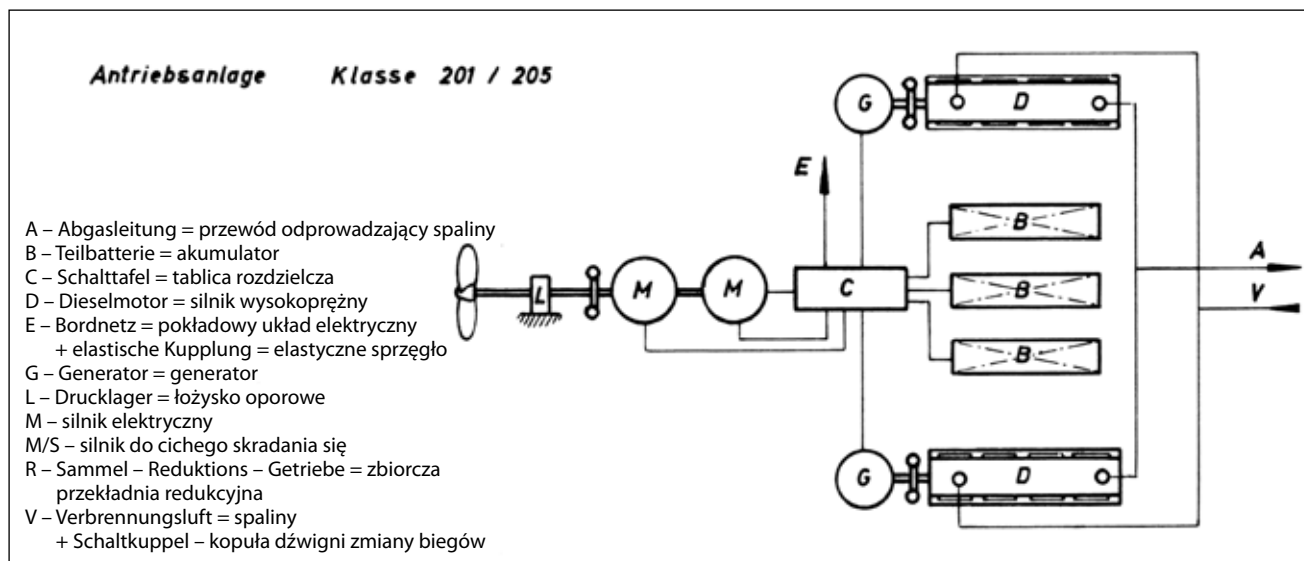 Antriebsanlage Klasse 201 / 205
G
D
E
B
A – Abgasleitung = przewód odprowadzający spaliny
B – Teilbatterie = akumulator
C – Schalttafel = tablica rozdzielcza
D – Dieselmotor = silnik wysokoprężny
E – Bordnetz = pokładowy układ elektryczny
+ elastische Kupplung = elastyczne sprzęgło
G – Generator = generator
L – Drucklager = łożysko oporowe
M – silnik elektryczny
M/S – silnik do cichego skradania się
R – Sammel – Reduktions – Getriebe = zbiorcza
przekładnia redukcyjna
V – Verbrennungsluft = spaliny
+ Schaltkuppel – kopuła dźwigni zmiany biegów
L
M
M
C
B
B
A
V
G
D